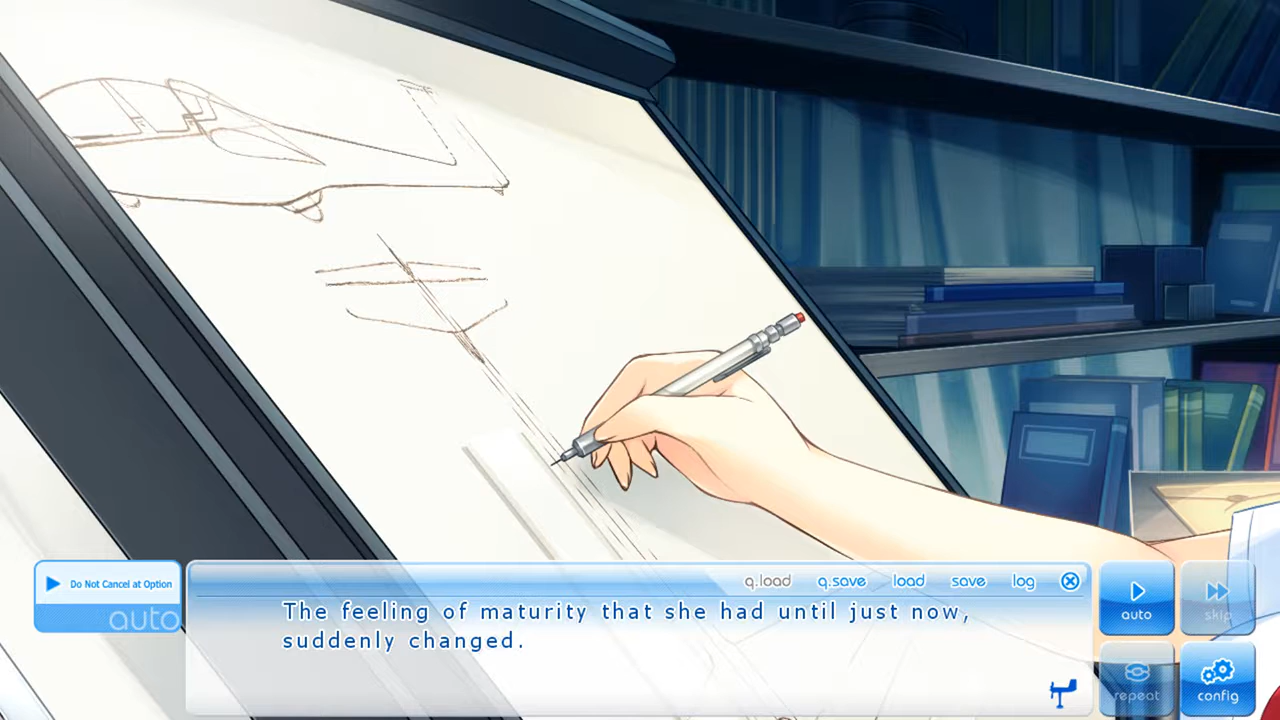 q.load q.save load save log
Do Not Cancel at Option
auto
The feeling of maturity that she had until just now,
suddenly changed.
auto
skip
repeat
config